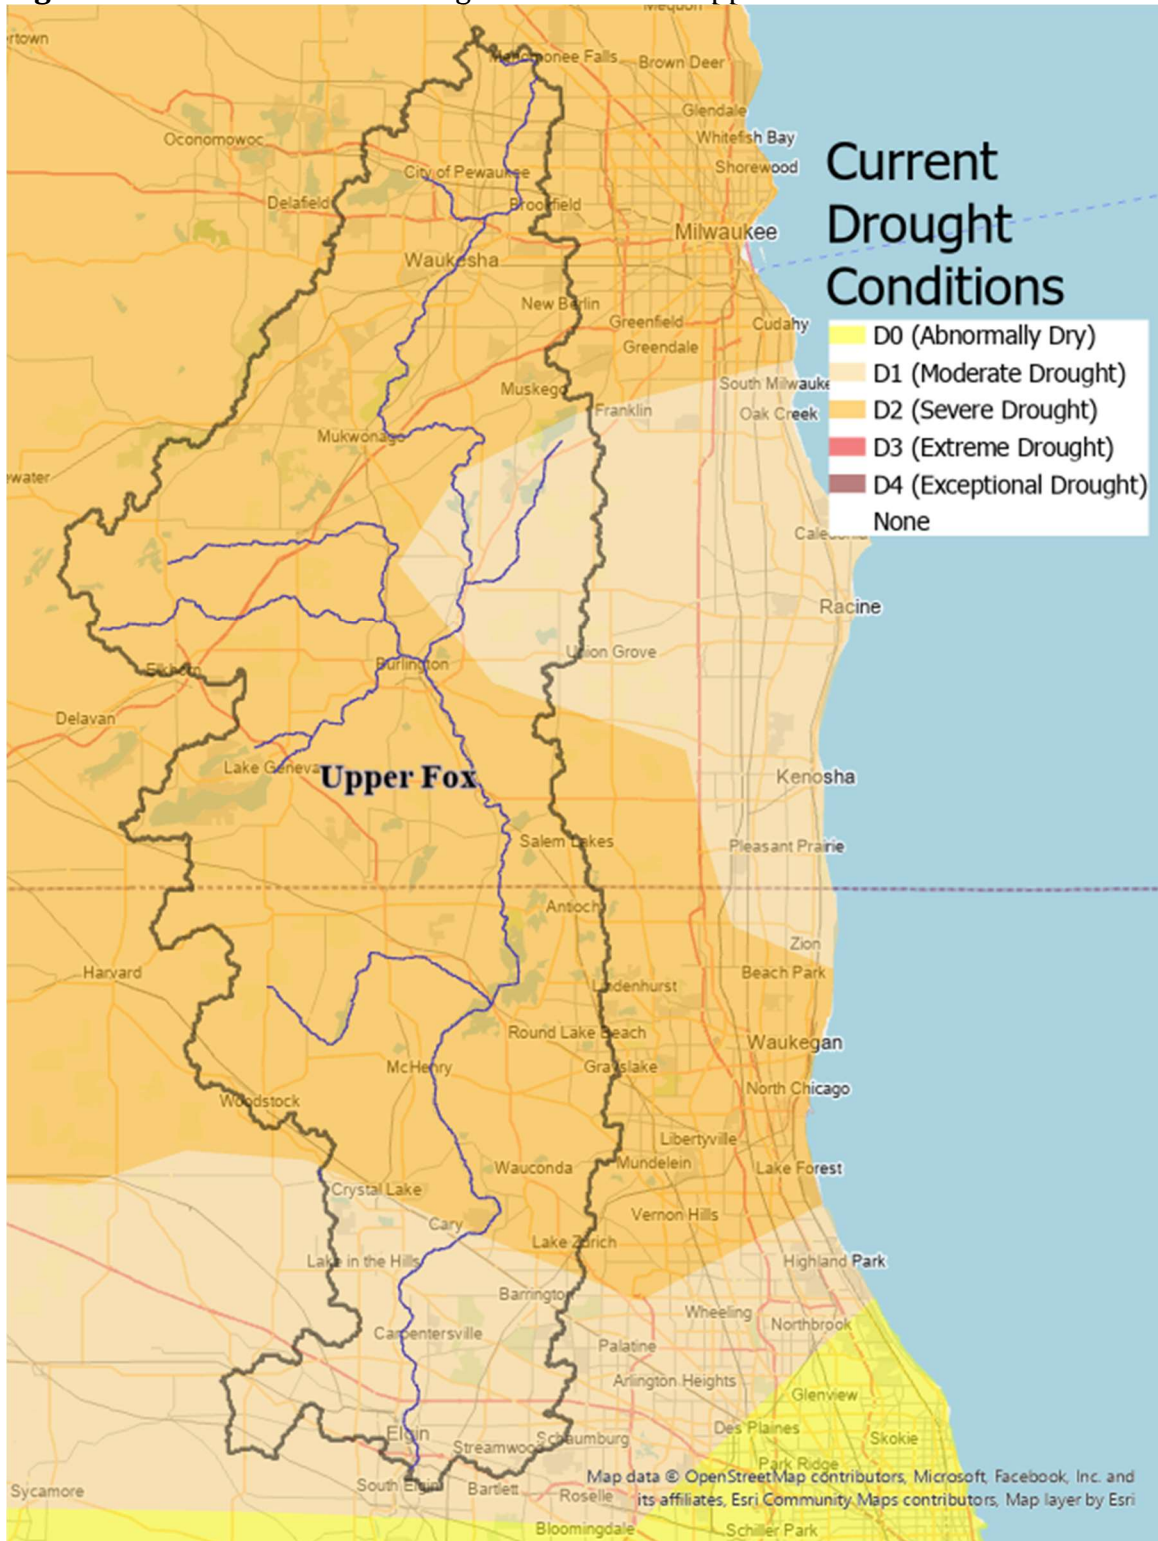 Mequon
ertown
Menomonee Falls
Brown Deer
Glendale
Oconomowoc
Whitefish Bay
Shorewood
City of Pewaukee
Delafield
Brookfield
Milwaukee
Waukesha
New Berlin
Greenfield
Cudahy
Greendale
Current
Drought
Conditions
D0 (Abnormally Dry)
D1 (Moderate Drought)
D2 (Severe Drought)
D3 (Extreme Drought)
D4 (Exceptional Drought)
None
South Milwauke
Muskego
Franklin
Oak Creek
Mukwonago
ewater
Racine
Union Grove
Elkhorn
Burlington
Delavan
Lake Geneva
Upper Fox
Kenosha
Salem Lakes
Pleasant Prairie
Antioch
Zion
Harvard
Beach Park
Lindenhurst
Round Lake Beach
Waukegan
McHenry
Grayslake
North Chicago
Woodstock
Libertyville
Wauconda
Mundelein
Lake Forest
Crystal Lake
Cary
Vernon Hills
Lake Zurich
Lake in the Hills
Highland Park
Barrington
Wheeling
Northbrook
Carpentersville
Palatine
Arlington Heights
Glenview
Des Plaines
Elgin
Streamwood
Schaumburg
Skokie
Park Ridge
Map data © OpenStreetMap contributors, Microsoft, Facebook, Inc. and
its affiliates, Esri Community Maps contributors, Map layer by Esri
Sycamore
South Elgin
Bartlett
Roselle
Bloomingdale
Schiller Park